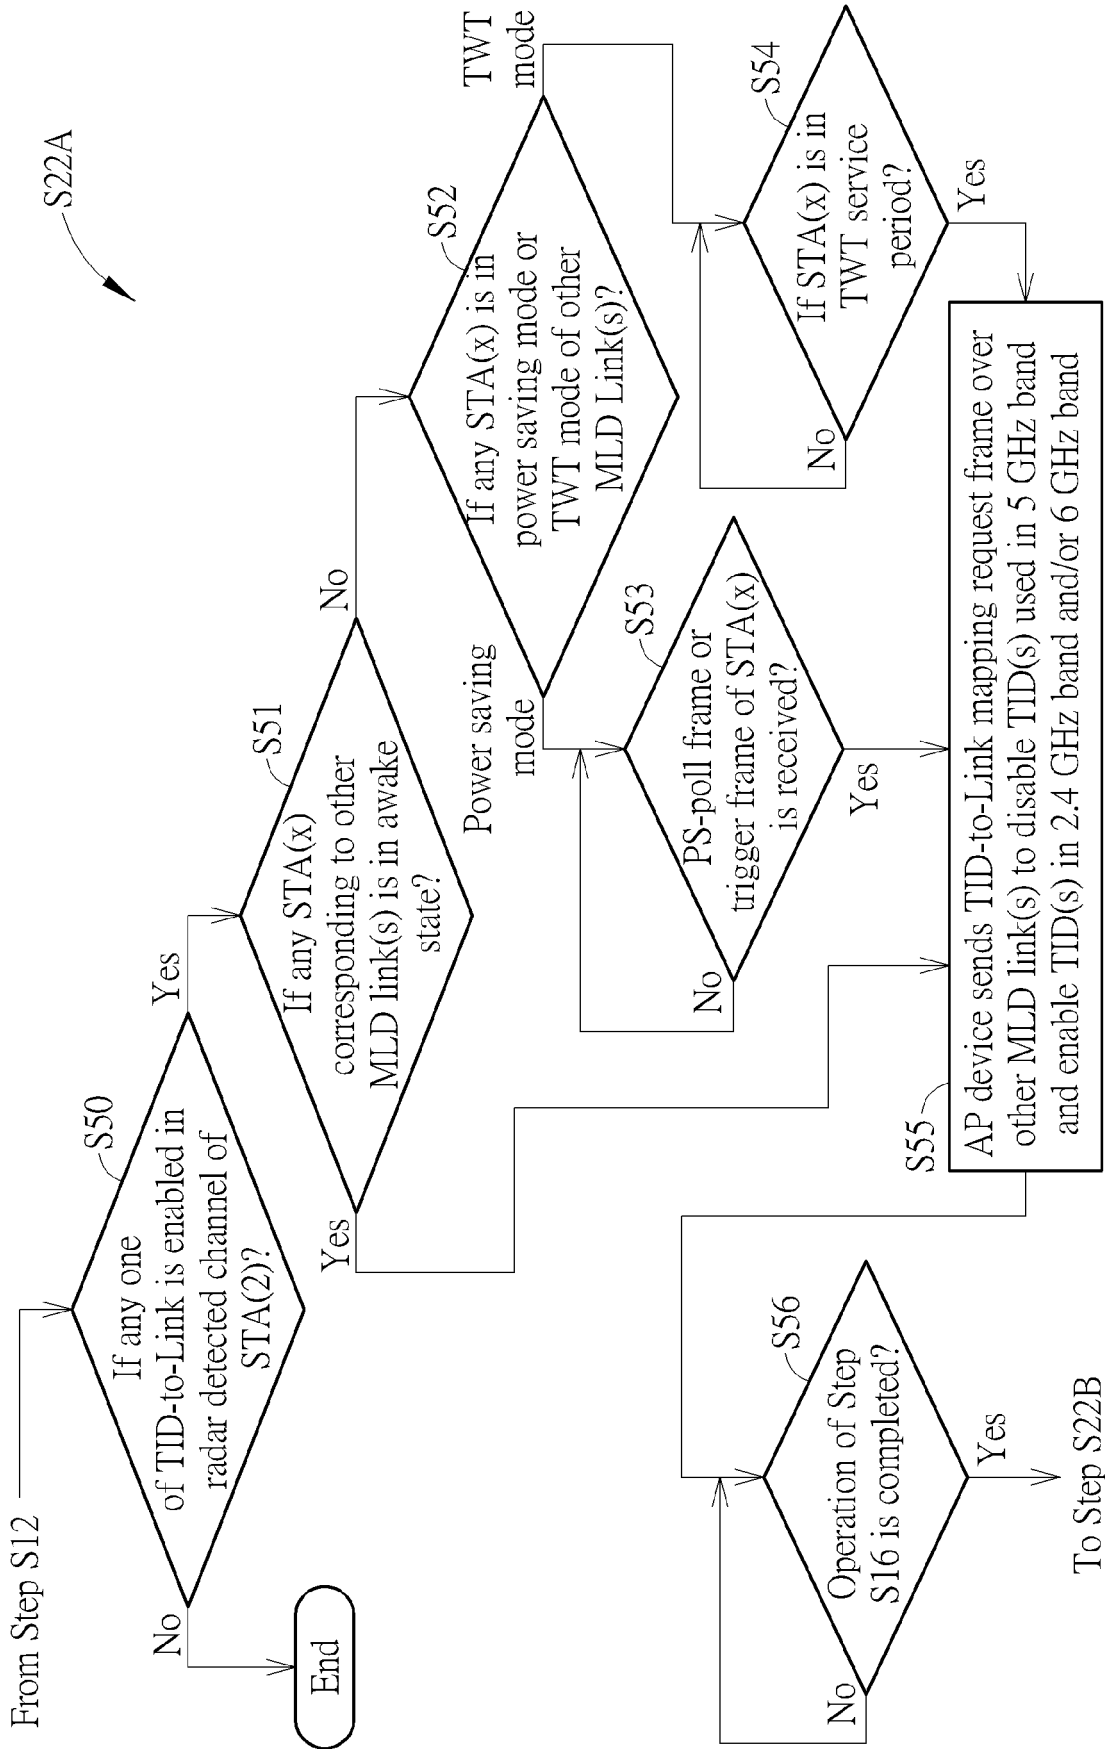 S22A
From Step S12
If any one
of TID-to-Link is enabled in
radar detected channel of
STA(2)?
S50
No
Yes
End
If any STA(x)
corresponding to other
MLD link(s) is in awake
state?
S51
Yes
No
If any STA(x) is in
power saving mode or
TWT mode of other
MLD Link(s)?
S52
Power saving
mode
TWT
mode
PS-poll frame or
trigger frame of STA(x)
is received?
S53
No
Yes
If STA(x) is in
TWT service
period?
S54
No
Yes
S55
AP device sends TID-to-Link mapping request frame over
other MLD link(s) to disable TID(s) used in 5 GHz band
and enable TID(s) in 2.4 GHz band and/or 6 GHz band
Operation of Step
S16 is completed?
S56
No
Yes
To Step S22B